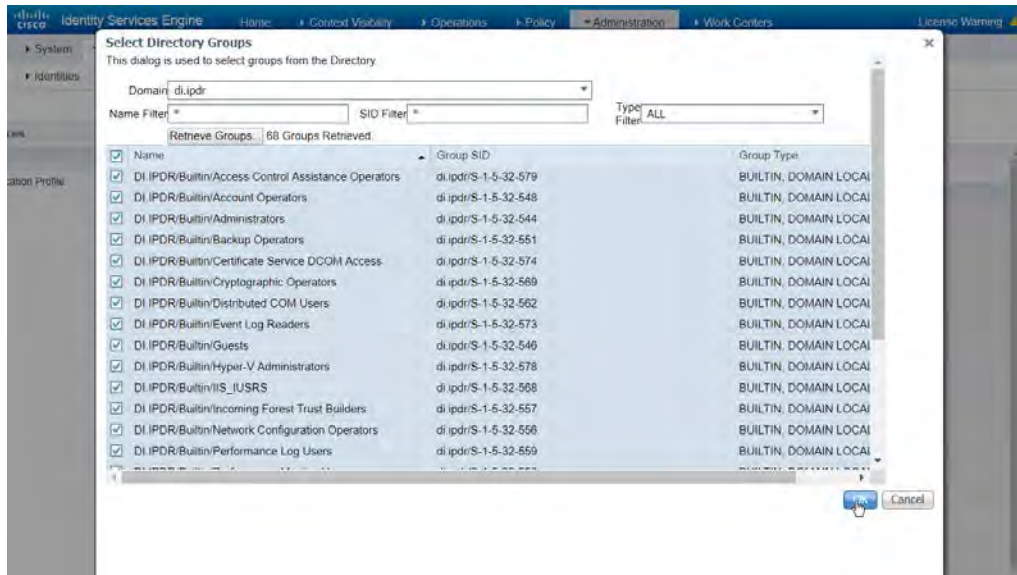 cisco Identity Services Engine Home Context Visibility Operations Policy Administration Work Centers License Warning
System
Identities
Select Directory Groups
This dialog is used to select groups from the Directory
Domain di.ipdr
Name Filter * SID Filter * Type Filter ALL
Retrieve Groups... 68 Groups Retrieved.
Name Group SID Group Type
DI.IPDR/Builtin/Access Control Assistance Operators di.ipdr/S-1-5-32-579 BUILTIN, DOMAIN LOCAL
DI.IPDR/Builtin/Account Operators di.ipdr/S-1-5-32-548 BUILTIN, DOMAIN LOCAL
DI.IPDR/Builtin/Administrators di.ipdr/S-1-5-32-544 BUILTIN, DOMAIN LOCAL
DI.IPDR/Builtin/Backup Operators di.ipdr/S-1-5-32-551 BUILTIN, DOMAIN LOCAL
DI.IPDR/Builtin/Certificate Service DCOM Access di.ipdr/S-1-5-32-574 BUILTIN, DOMAIN LOCAL
cation Profile
DI.IPDR/Builtin/Cryptographic Operators di.ipdr/S-1-5-32-569 BUILTIN, DOMAIN LOCAL
DI.IPDR/Builtin/Distributed COM Users di.ipdr/S-1-5-32-562 BUILTIN, DOMAIN LOCAL
DI.IPDR/Builtin/Event Log Readers di.ipdr/S-1-5-32-573 BUILTIN, DOMAIN LOCAL
DI.IPDR/Builtin/Guests di.ipdr/S-1-5-32-546 BUILTIN, DOMAIN LOCAL
DI.IPDR/Builtin/Hyper-V Administrators di.ipdr/S-1-5-32-578 BUILTIN, DOMAIN LOCAL
DI.IPDR/Builtin/IIS_IUSRS di.ipdr/S-1-5-32-568 BUILTIN, DOMAIN LOCAL
DI.IPDR/Builtin/Incoming Forest Trust Builders di.ipdr/S-1-5-32-557 BUILTIN, DOMAIN LOCAL
DI.IPDR/Builtin/Network Configuration Operators di.ipdr/S-1-5-32-556 BUILTIN, DOMAIN LOCAL
DI.IPDR/Builtin/Performance Log Users di.ipdr/S-1-5-32-559 BUILTIN, DOMAIN LOCAL
OK Cancel